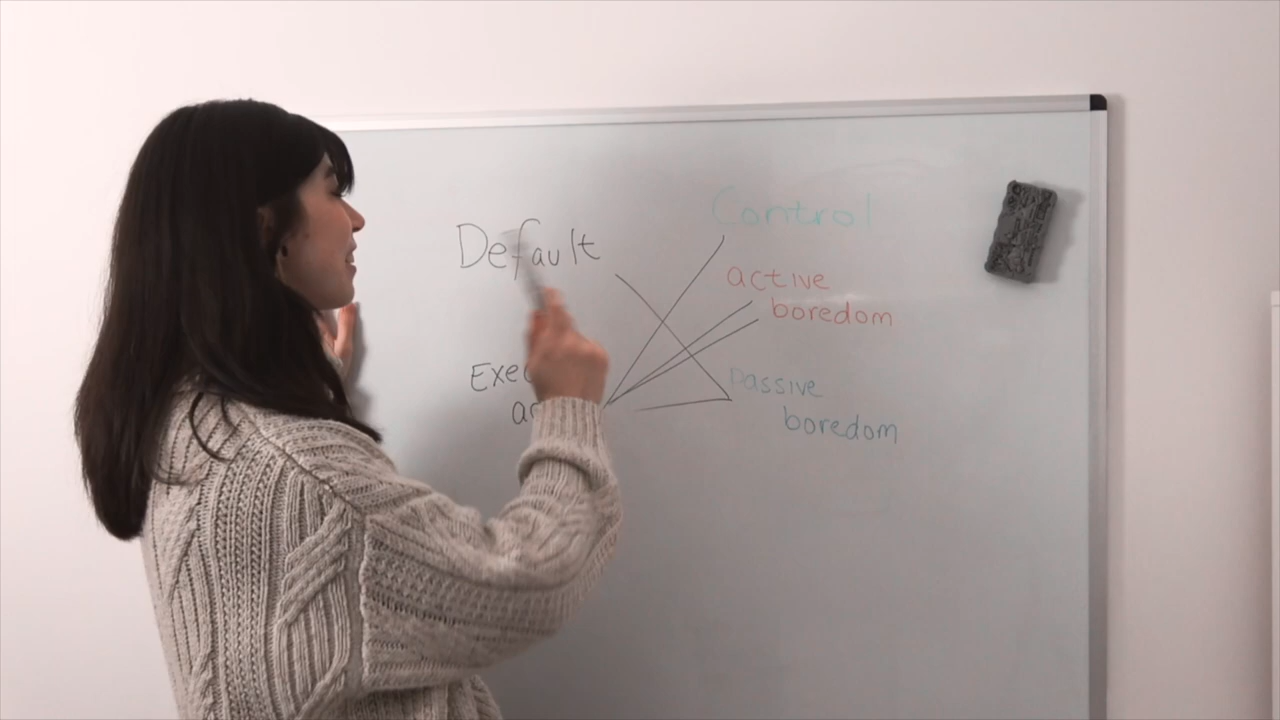 Default
Control
active
boredom
passive
boredom